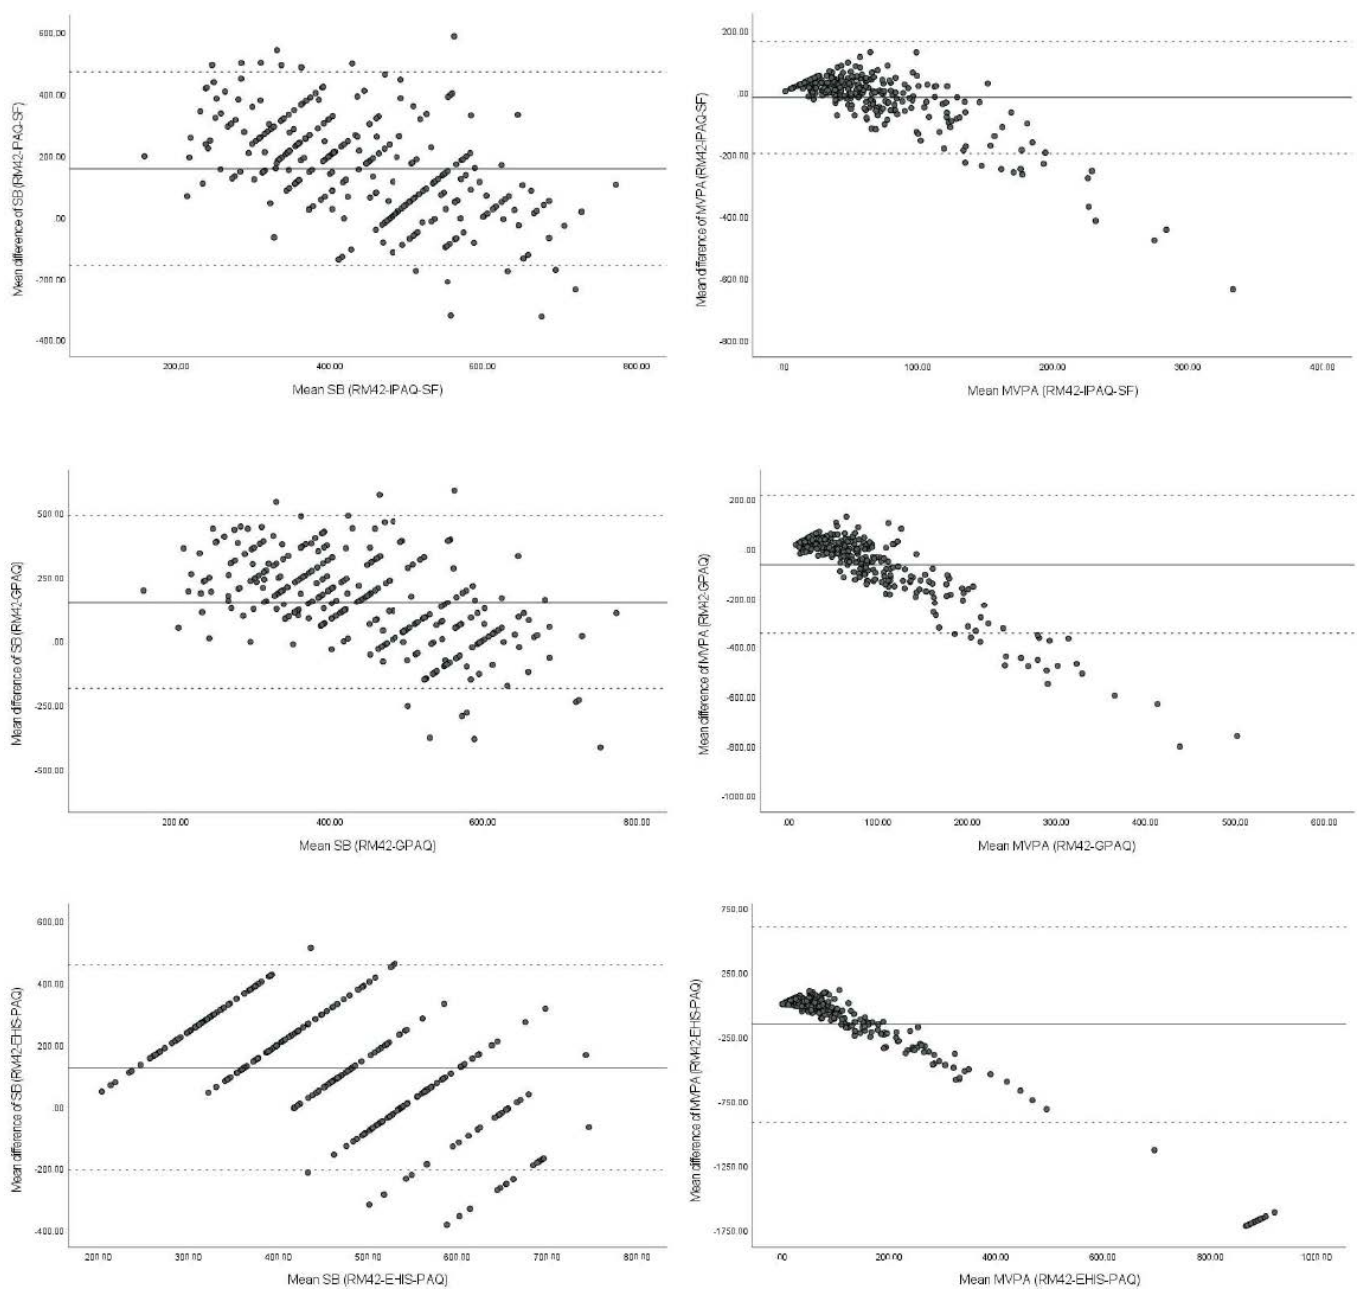 600.00
400.00
200.00
.00
-200.00
-400.00
Mean difference of SB (RM42-IPAQ-SF)
200.00 400.00 600.00 800.00
Mean SB (RM42-IPAQ-SF)
200.00
.00
-200.00
-400.00
-600.00
-800.00
Mean difference of MVPA (RM42-IPAQ-SF)
.00 100.00 200.00 300.00 400.00
Mean MVPA (RM42-IPAQ-SF)
500.00
250.00
.00
-250.00
-500.00
Mean difference of SB (RM42-GPAQ)
200.00 400.00 600.00 800.00
Mean SB (RM42-GPAQ)
200.00
.00
-200.00
-400.00
-600.00
-800.00
-1000.00
Mean difference of MVPA (RM42-GPAQ)
.00 100.00 200.00 300.00 400.00 500.00 600.00
Mean MVPA (RM42-GPAQ)
600.00
400.00
200.00
.00
-200.00
-400.00
Mean difference of SB (RM42-EHIS-PAQ)
200.00 300.00 400.00 500.00 600.00 700.00 800.00
Mean SB (RM42-EHIS-PAQ)
750.00
250.00
-250.00
-750.00
-1250.00
-1750.00
Mean difference of MVPA (RM42-EHIS-PAQ)
.00 200.00 400.00 600.00 800.00 1000.00
Mean MVPA (RM42-EHIS-PAQ)